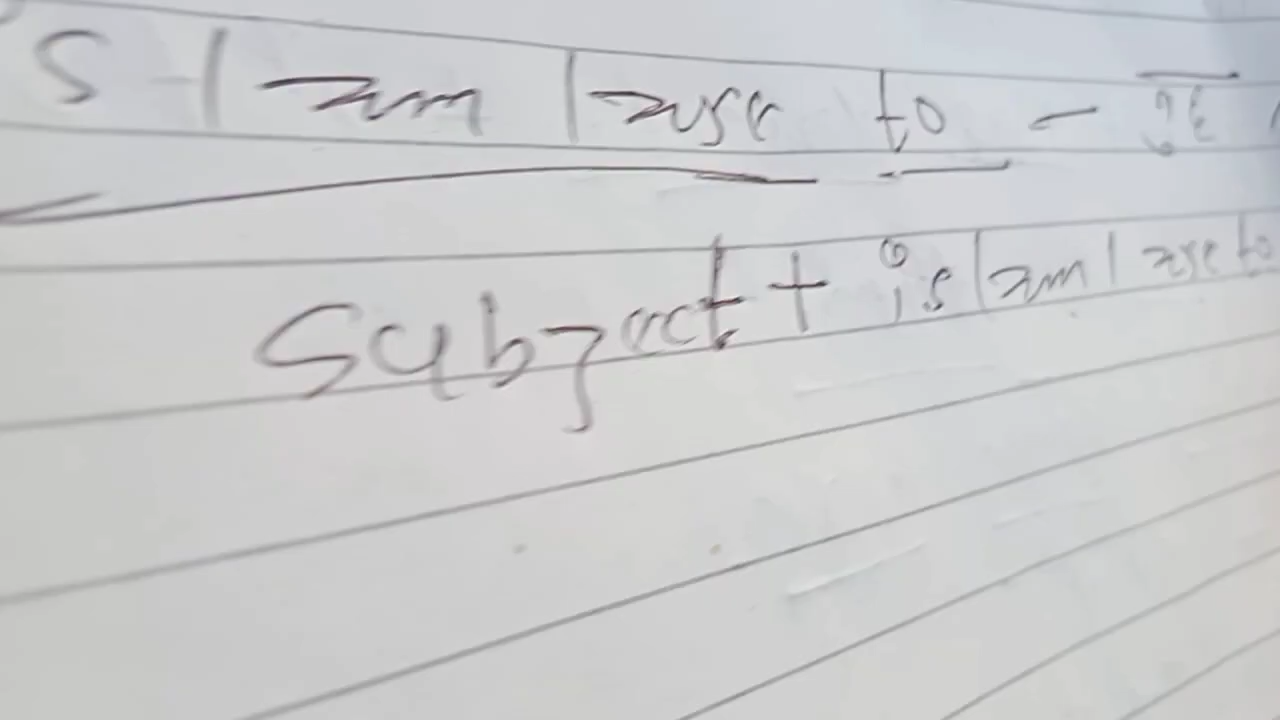 s | am | are to -
Subject + is | am | are to